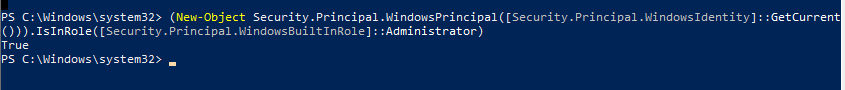 PS C:\Windows\system32> (New-Object Security.Principal.WindowsPrincipal([Security.Principal.WindowsIdentity]::GetCurrent
())).IsInRole([Security.Principal.WindowsBuiltInRole]::Administrator)
True
PS C:\Windows\system32>